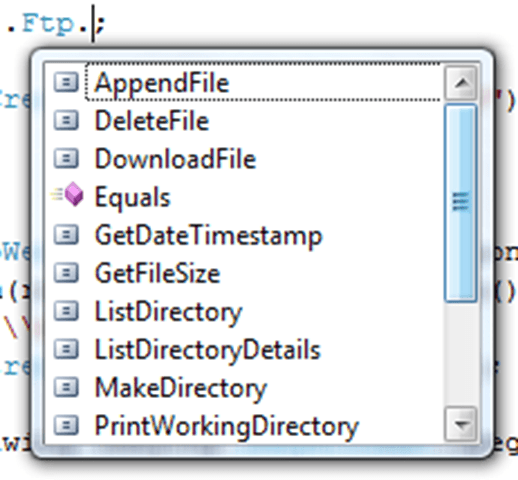 .Ftp.;
AppendFile
DeleteFile
DownloadFile
Equals
GetDateTimestamp
GetFileSize
ListDirectory
ListDirectoryDetails
MakeDirectory
PrintWorkingDirectory